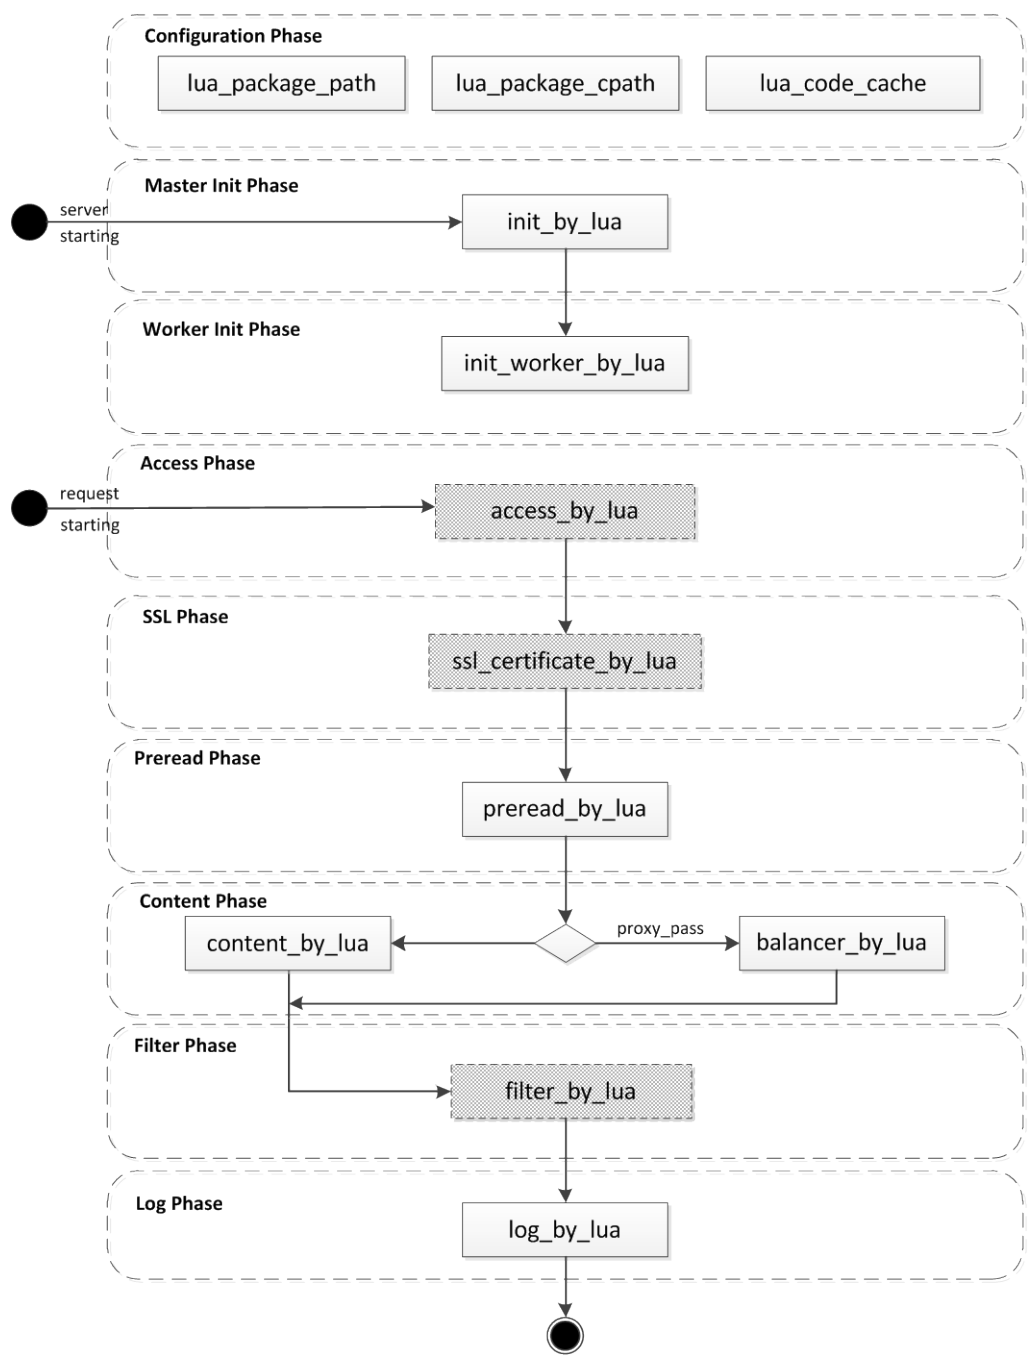 Configuration Phase
lua_package_path
lua_package_cpath
lua_code_cache
Master Init Phase
server
starting
init_by_lua
Worker Init Phase
init_worker_by_lua
Access Phase
request
starting
access_by_lua
SSL Phase
ssl_certificate_by_lua
Preread Phase
preread_by_lua
Content Phase
content_by_lua
proxy_pass
balancer_by_lua
Filter Phase
filter_by_lua
Log Phase
log_by_lua